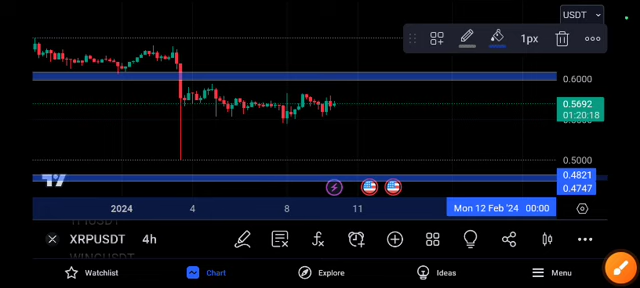 USDT
1px
0.6000
0.5692
01:20:18
0.5000
0.4821
0.4747
2024 4 8 11 Mon 12 Feb '24 00:00
XRPUSDT 4h
Watchlist Chart Explore Ideas Menu